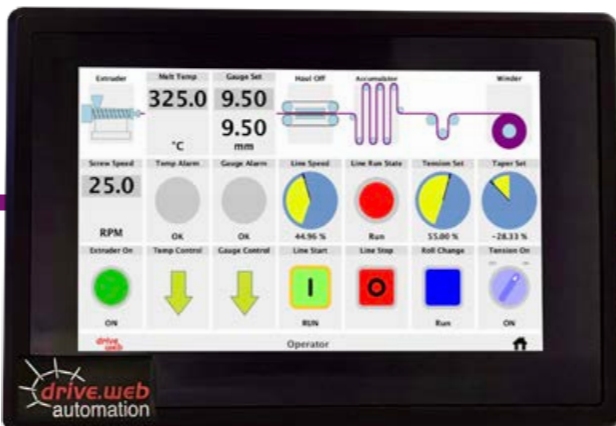 Extruder Melt Temp Gauge Set Haul Off Accumulator Winder
325.0 9.50
9.50
°C mm
Screw Speed Temp Alarm Gauge Alarm Line Speed Line Run State Tension Set Taper Set
25.0
RPM OK OK 44.96 % Run 55.00 % -28.33 %
Extruder On Temp Control Gauge Control Line Start Line Stop Roll Change Tension On
I O
ON RUN Run ON
drive.web Operator
drive.web
automation